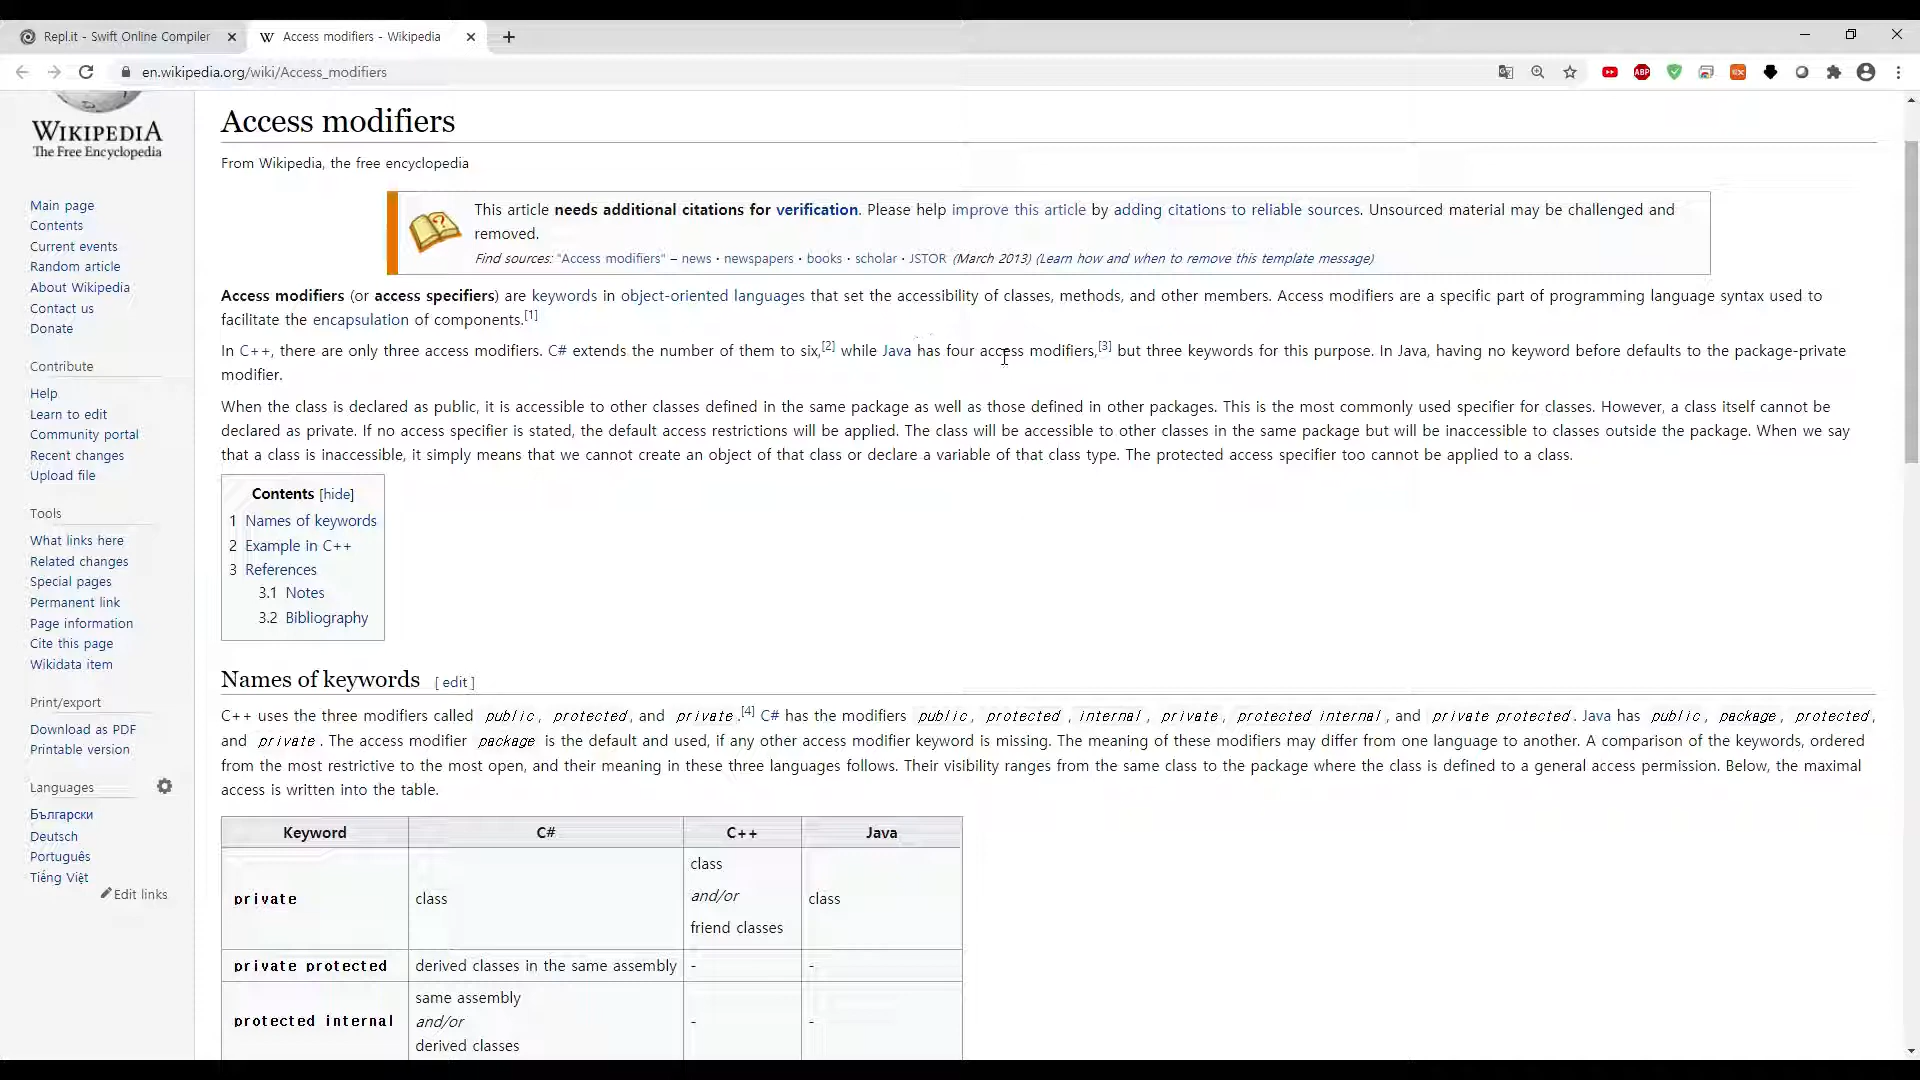 Repl.it - Swift Online Compiler
Access modifiers - Wikipedia
en.wikipedia.org/wiki/Access_modifiers
ABP
WIKIPEDIA
The Free Encyclopedia
Main page
Contents
Current events
Random article
About Wikipedia
Contact us
Donate
Contribute
Help
Learn to edit
Community portal
Recent changes
Upload file
Tools
What links here
Related changes
Special pages
Permanent link
Page information
Cite this page
Wikidata item
Print/export
Download as PDF
Printable version
Languages
Български
Deutsch
Português
Tiếng Việt
Edit links
Access modifiers
From Wikipedia, the free encyclopedia
This article needs additional citations for verification. Please help improve this article by adding citations to reliable sources. Unsourced material may be challenged and
removed.
Find sources: "Access modifiers" – news · newspapers · books · scholar · JSTOR (March 2013) (Learn how and when to remove this template message)
Access modifiers (or access specifiers) are keywords in object-oriented languages that set the accessibility of classes, methods, and other members. Access modifiers are a specific part of programming language syntax used to
facilitate the encapsulation of components.[1]
In C++, there are only three access modifiers. C# extends the number of them to six,[2] while Java has four access modifiers,[3] but three keywords for this purpose. In Java, having no keyword before defaults to the package-private
modifier.
When the class is declared as public, it is accessible to other classes defined in the same package as well as those defined in other packages. This is the most commonly used specifier for classes. However, a class itself cannot be
declared as private. If no access specifier is stated, the default access restrictions will be applied. The class will be accessible to other classes in the same package but will be inaccessible to classes outside the package. When we say
that a class is inaccessible, it simply means that we cannot create an object of that class or declare a variable of that class type. The protected access specifier too cannot be applied to a class.
Contents [hide]
1 Names of keywords
2 Example in C++
3 References
3.1 Notes
3.2 Bibliography
Names of keywords [ edit ]
C++ uses the three modifiers called public, protected, and private.[4] C# has the modifiers public, protected , internal, private, protected internal, and private protected. Java has public, package, protected,
and private. The access modifier package is the default and used, if any other access modifier keyword is missing. The meaning of these modifiers may differ from one language to another. A comparison of the keywords, ordered
from the most restrictive to the most open, and their meaning in these three languages follows. Their visibility ranges from the same class to the package where the class is defined to a general access permission. Below, the maximal
access is written into the table.
Keyword C# C++ Java
private class class and/or friend classes class
private protected derived classes in the same assembly - -
protected internal same assembly and/or derived classes - -